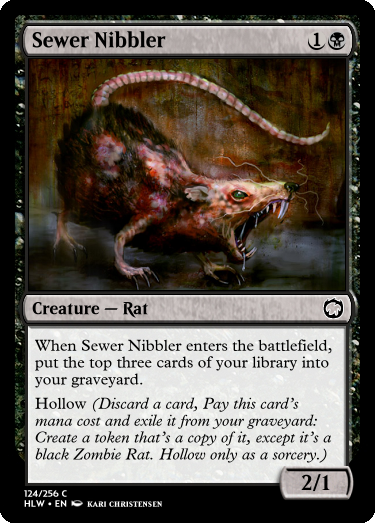 Sewer Nibbler 1
Creature — Rat
When Sewer Nibbler enters the battlefield,
put the top three cards of your library into
your graveyard.
Hollow (Discard a card, Pay this card's
mana cost and exile it from your graveyard:
Create a token that's a copy of it, except it's a
black Zombie Rat. Hollow only as a sorcery.)
2/1
124/256 C
HLW • EN KARI CHRISTENSEN